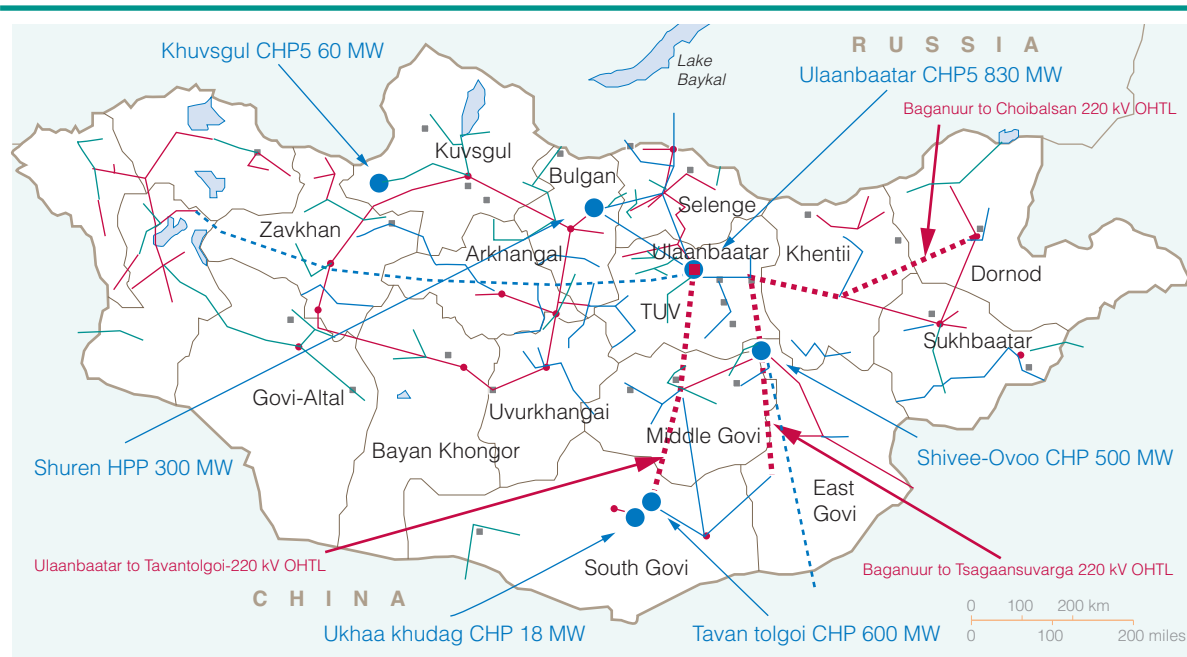 Khuvsgul CHP5 60 MW
R U S S I A
Lake
Baykal
Ulaanbaatar CHP5 830 MW
Baganuur to Choibalsan 220 kV OHTL
Kuvsgul
Bulgan
Selenge
Zavkhan
Arkhangal
Ulaanbaatar
Khentii
Dornod
TUV
Sukhbaatar
Govi-Altal
Uvurkhangai
Bayan Khongor
Middle Govi
Shuren HPP 300 MW
Shivee-Ovoo CHP 500 MW
East
Govi
Ulaanbaatar to Tavantolgoi-220 kV OHTL
South Govi
Baganuur to Tsagaansuvarga 220 kV OHTL
C H I N A
Ukhaa khudag CHP 18 MW
Tavan tolgoi CHP 600 MW
0 100 200 km
0 100 200 miles